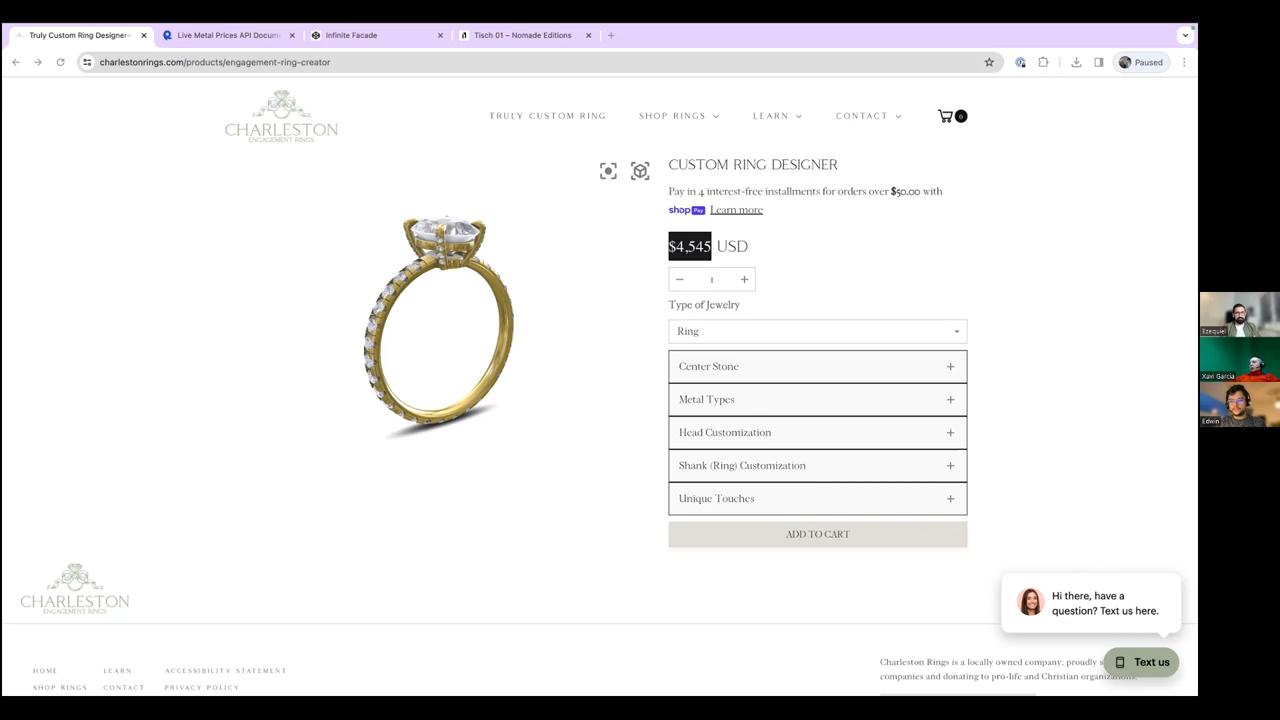 Truly Custom Ring Designer–
Live Metal Prices API Docum
Infinite Facade
Tisch 01 – Nomade Editions
charlestonrings.com/products/engagement-ring-creator
Paused
CHARLESTON
ENGAGEMENT RINGS
TRULY CUSTOM RING
SHOP RINGS
LEARN
CONTACT
0
CUSTOM RING DESIGNER
Pay in 4 interest-free installments for orders over $50.00 with
shop Pay Learn more
$4,545 USD
1
Type of Jewelry
Ring
Center Stone
Metal Types
Head Customization
Shank (Ring) Customization
Unique Touches
ADD TO CART
Ezequiel
Xavi Garcia
Edwin
CHARLESTON
ENGAGEMENT RINGS
Hi there, have a
question? Text us here.
Text us
HOME
LEARN
ACCESSIBILITY STATEMENT
SHOP RINGS
CONTACT
PRIVACY POLICY
Charleston Rings is a locally owned company; proudly s
companies and donating to pro-life and Christian organizations.